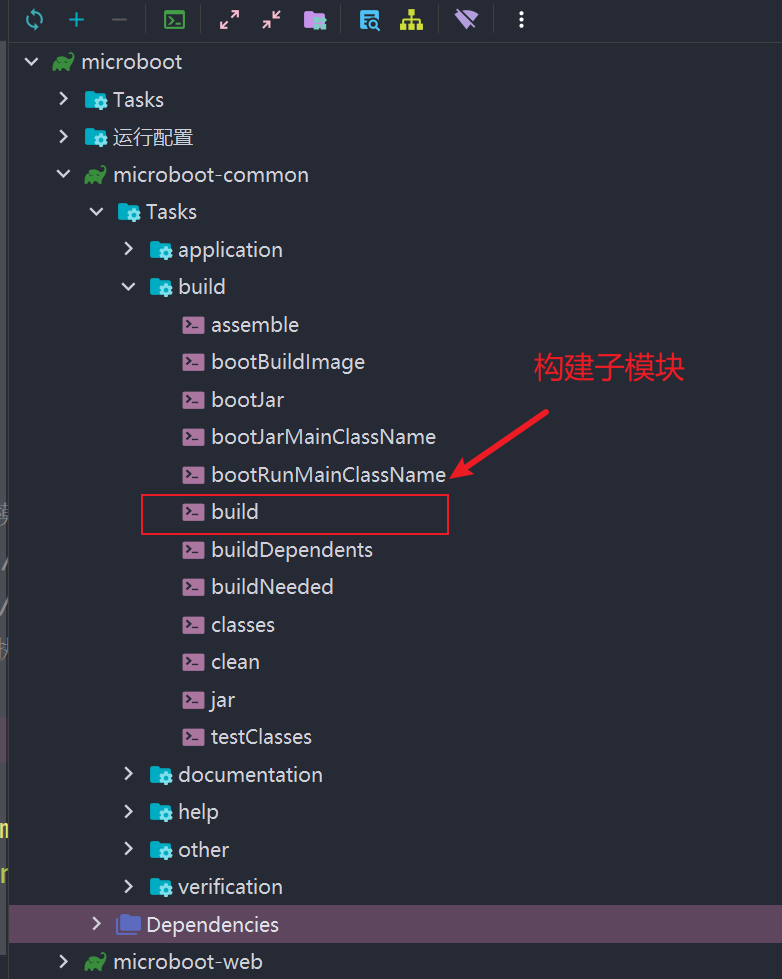 microboot
Tasks
运行配置
microboot-common
Tasks
application
build
assemble
bootBuildImage
构建子模块
bootJar
bootJarMainClassName
bootRunMainClassName
build
buildDependents
buildNeeded
classes
clean
jar
testClasses
documentation
help
other
verification
Dependencies
microboot-web